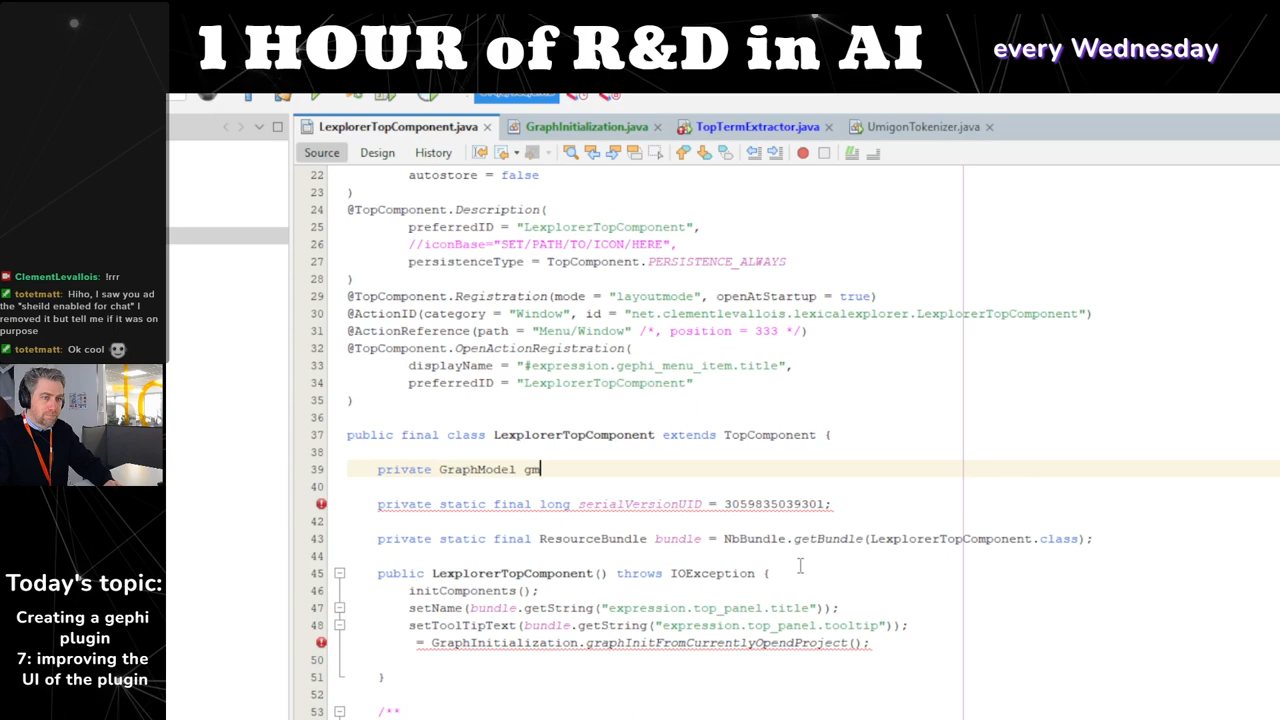 1 HOUR of R&D in AI
every Wednesday
LexplorerTopComponent.java
GraphInitialization.java
TopTermExtractor.java
UmigonTokenizer.java
Source
Design
History
22 autostore = false
23 )
24 @TopComponent.Description(
25 preferredID = "LexplorerTopComponent",
26 //iconBase="SET/PATH/TO/ICON/HERE",
27 persistenceType = TopComponent.PERSISTENCE_ALWAYS
28 )
29 @TopComponent.Registration(mode = "layoutmode", openAtStartup = true)
30 @ActionID(category = "Window", id = "net.clementlevallois.lexicalexplorer.LexplorerTopComponent")
31 @ActionReference(path = "Menu/Window" /*, position = 333 */)
32 @TopComponent.OpenActionRegistration(
33 displayName = "#expression.gephi_menu_item.title",
34 preferredID = "LexplorerTopComponent"
35 )
36
37 public final class LexplorerTopComponent extends TopComponent {
38
39 private GraphModel gm
40
private static final long serialVersionUID = 3059835039301;
42
43 private static final ResourceBundle bundle = NbBundle.getBundle(LexplorerTopComponent.class);
44
45 public LexplorerTopComponent() throws IOException {
46 initComponents();
47 setName(bundle.getString("expression.top_panel.title"));
48 setToolTipText(bundle.getString("expression.top_panel.tooltip"));
= GraphInitialization.graphInitFromCurrentlyOpendProject();
50
51 }
52
53 /**
ClementLevallois: !rrr
totetmatt: Hiho, I saw you ad
the "sheild enabled for chat" I
removed it but tell me if it was on
purpose
totetmatt: Ok cool
Today's topic:
Creating a gephi
plugin
7: improving the
UI of the plugin